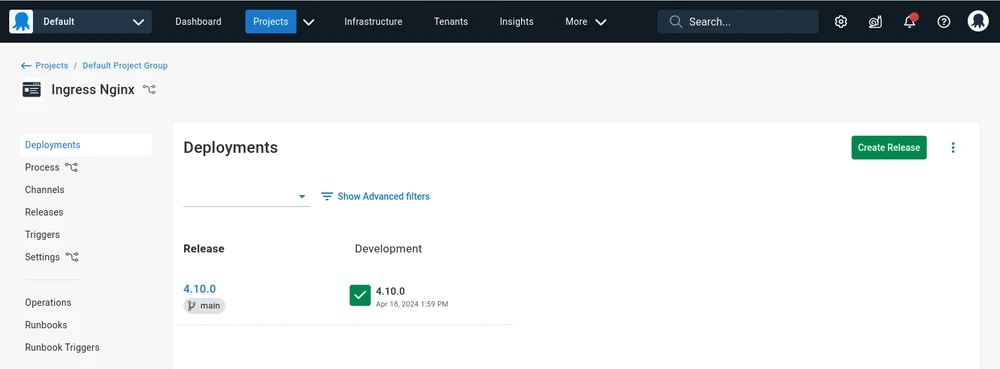 Default
Dashboard
Projects
Infrastructure
Tenants
Insights
More
Search...
Projects / Default Project Group
Ingress Nginx
Deployments
Process
Channels
Releases
Triggers
Settings
Operations
Runbooks
Runbook Triggers
Deployments
Create Release
Show Advanced filters
Release
Development
4.10.0
main
4.10.0
Apr 18, 2024 1:59 PM